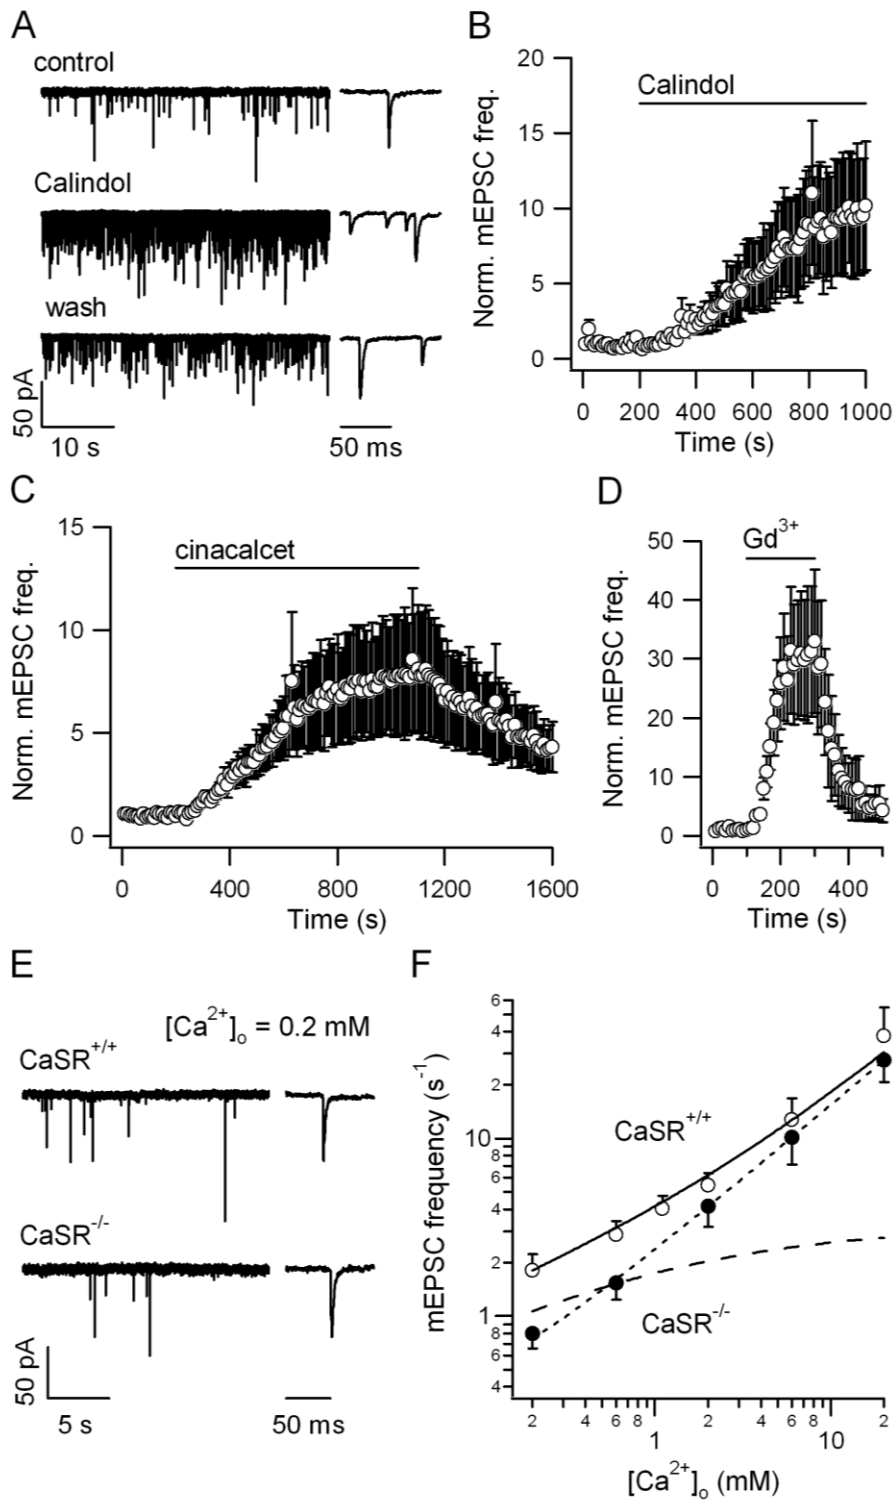 A
control
Calindol
wash
50 pA
10 s
50 ms
B
Norm. mEPSC freq.
20
15
10
5
0
Calindol
0 200 400 600 800 1000
Time (s)
C
Norm. mEPSC freq.
15
10
5
0
cinacalcet
0 400 800 1200 1600
Time (s)
D
Norm. mEPSC freq.
50
40
30
20
10
0
Gd3+
0 200 400
Time (s)
E
[Ca2+]o = 0.2 mM
CaSR+/+
CaSR-/-
50 pA
5 s
50 ms
F
mEPSC frequency (s-1)
6
4
2
10
8
6
4
2
1
8
6
4
CaSR+/+
CaSR-/-
2 4 6 8 2 4 6 8 2
1 10
[Ca2+]o (mM)